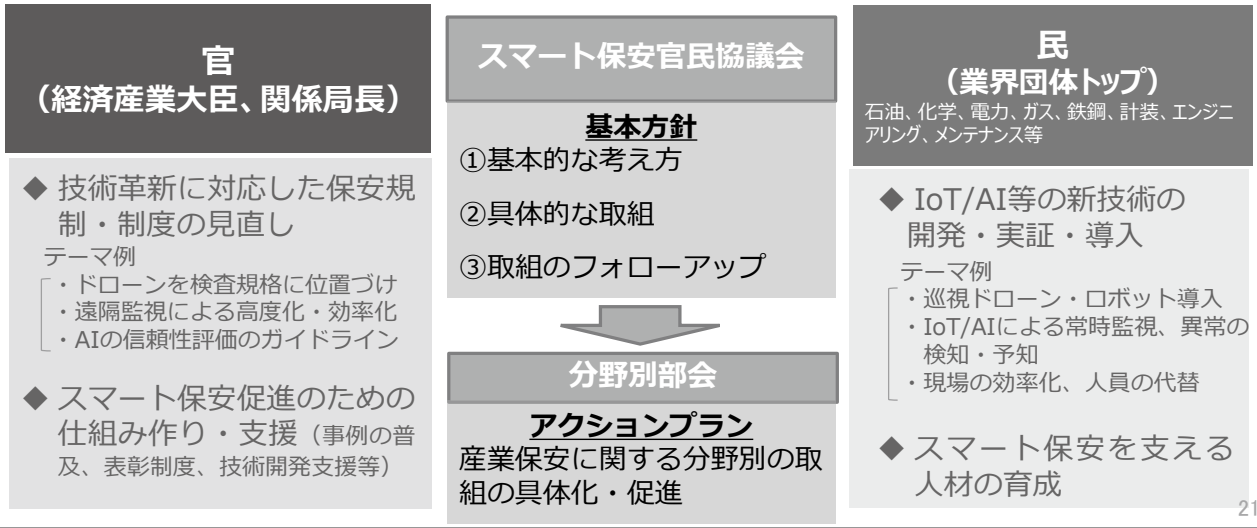 官
（経済産業大臣、関係局長）
◆ 技術革新に対応した保安規
制・制度の見直し
テーマ例
・ドローンを検査規格に位置づけ
・遠隔監視による高度化・効率化
・AIの信頼性評価のガイドライン
◆ スマート保安促進のための
仕組み作り・支援（事例の普
及、表彰制度、技術開発支援等）
スマート保安官民協議会
基本方針
①基本的な考え方
②具体的な取組
③取組のフォローアップ
分野別部会
アクションプラン
産業保安に関する分野別の取
組の具体化・促進
民
（業界団体トップ）
石油、化学、電力、ガス、鉄鋼、計装、エンジニ
アリング、メンテナンス等
◆ IoT/AI等の新技術の
開発・実証・導入
テーマ例
・巡視ドローン・ロボット導入
・IoT/AIによる常時監視、異常の
検知・予知
・現場の効率化、人員の代替
◆ スマート保安を支える
人材の育成
21